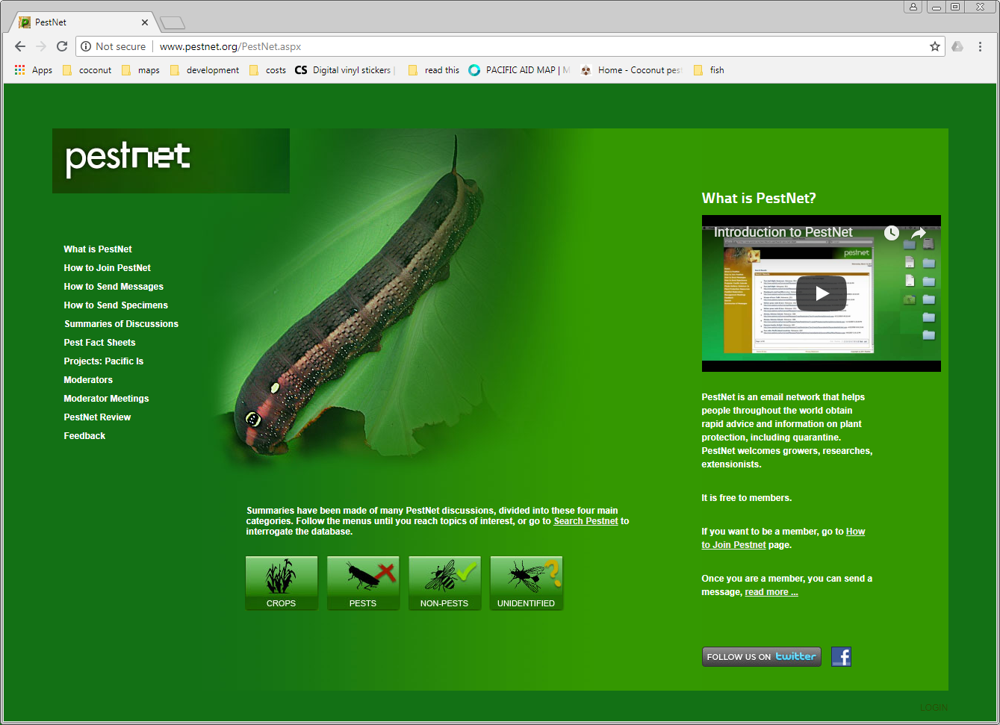 PestNet
Not secure
www.pestnet.org/PestNet.aspx
Apps
coconut
maps
development
costs
CS
Digital vinyl stickers |
read this
PACIFIC AID MAP | M
Home - Coconut pest
fish
pestnet
What is PestNet
How to Join PestNet
How to Send Messages
How to Send Specimens
Summaries of Discussions
Pest Fact Sheets
Projects: Pacific Is
Moderators
Moderator Meetings
PestNet Review
Feedback
Summaries have been made of many PestNet discussions, divided into these four main
categories. Follow the menus until you reach topics of interest, or go to Search Pestnet to
interrogate the database.
CROPS
PESTS
NON-PESTS
UNIDENTIFIED
What is PestNet?
Introduction to PestNet
pestnet
PestNet is an email network that helps
people throughout the world obtain
rapid advice and information on plant
protection, including quarantine.
PestNet welcomes growers, researches,
extensionists.
It is free to members.
If you want to be a member, go to How
to Join Pestnet page.
Once you are a member, you can send a
message, read more ...
FOLLOW US ON twitter
f
LOGIN